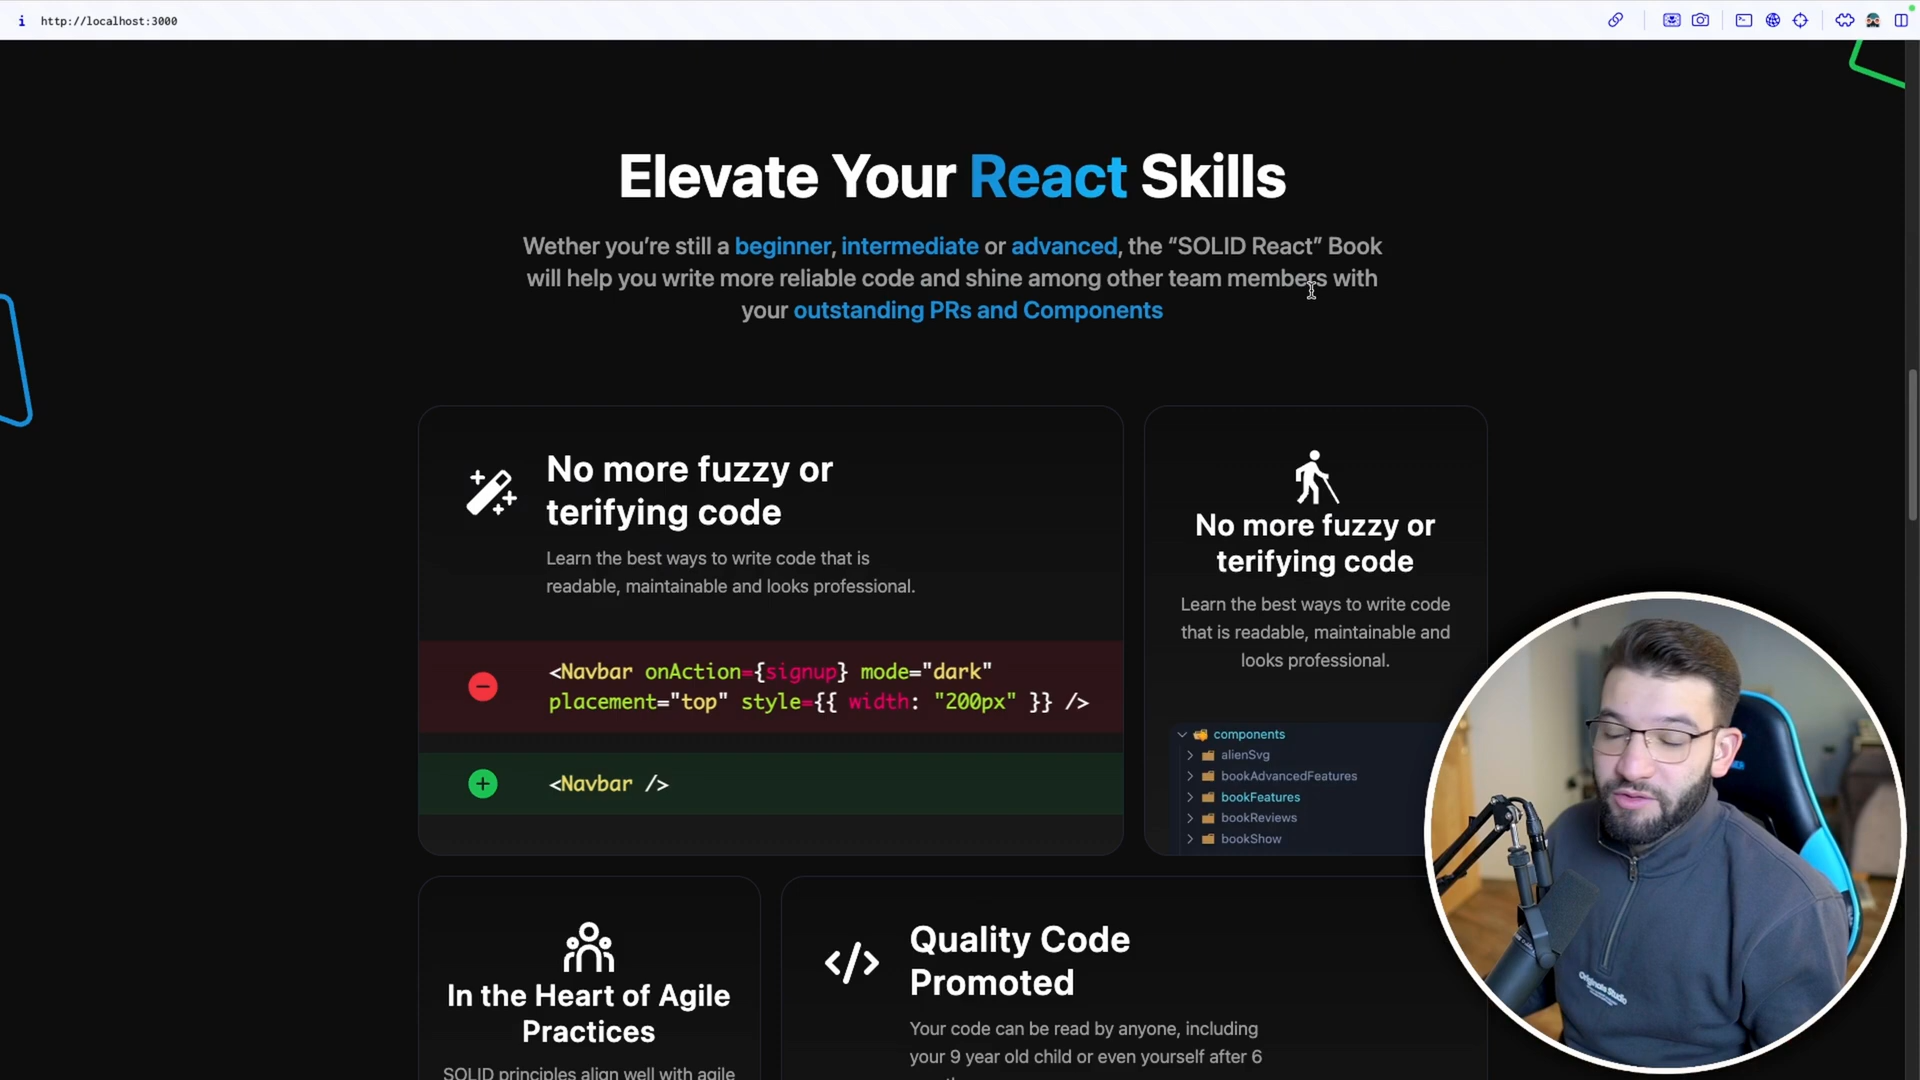 i http://localhost:3000
Elevate Your React Skills
Wether you’re still a beginner, intermediate or advanced, the “SOLID React” Book
will help you write more reliable code and shine among other team members with
your outstanding PRs and Components
No more fuzzy or
terifying code
Learn the best ways to write code that is
readable, maintainable and looks professional.
<Navbar onAction={signup} mode="dark"
placement="top" style={{ width: "200px" }} />
<Navbar />
No more fuzzy or
terifying code
Learn the best ways to write code
that is readable, maintainable and
looks professional.
components
alienSvg
bookAdvancedFeatures
bookFeatures
bookReviews
bookShow
In the Heart of Agile
Practices
SOLID principles align well with agile
Quality Code
Promoted
Your code can be read by anyone, including
your 9 year old child or even yourself after 6
Originals Studio